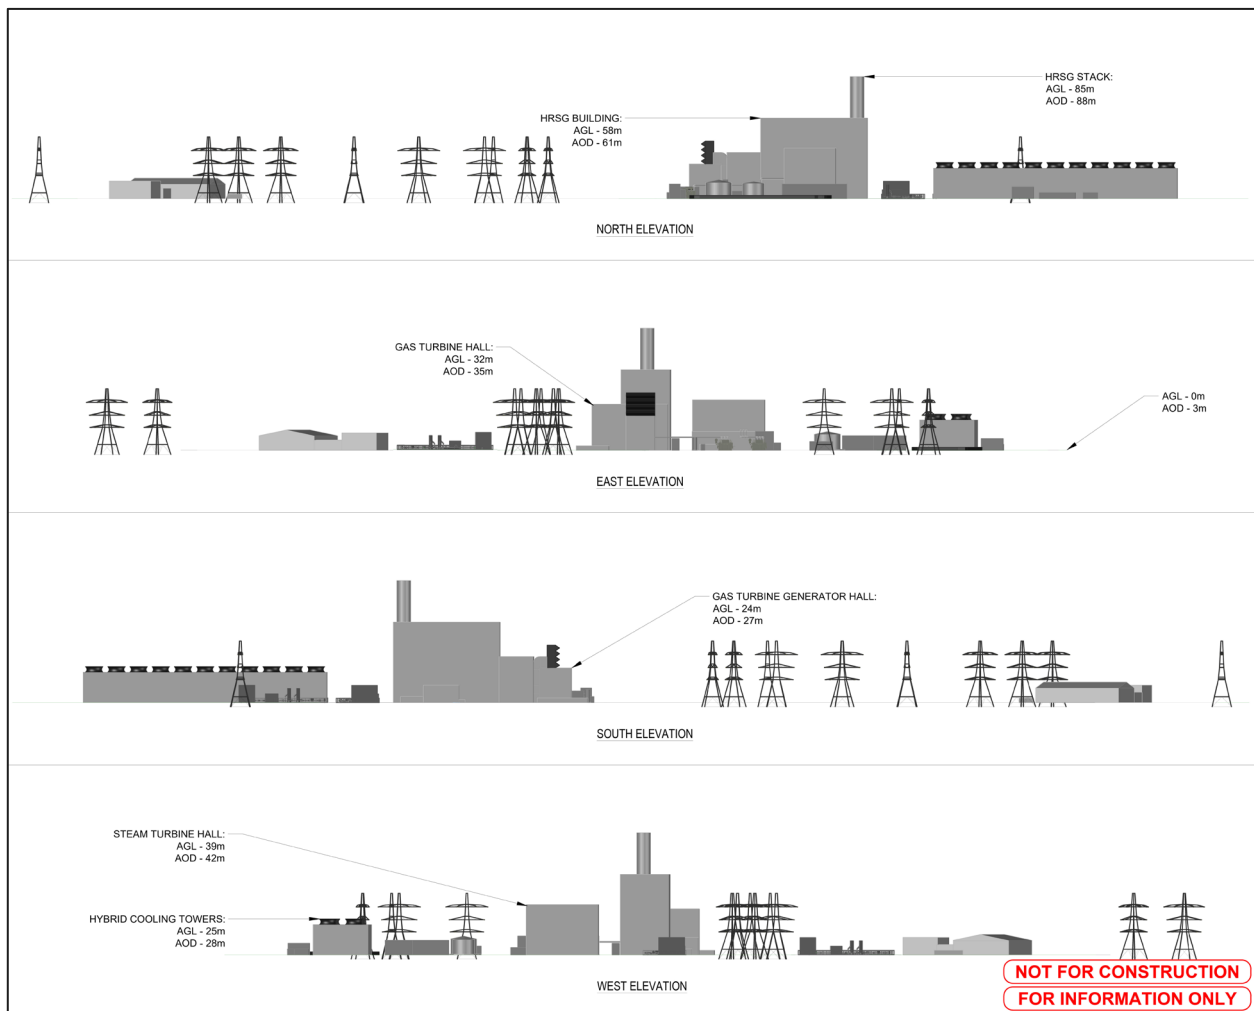 HRSG STACK:
AGL - 85m
AOD - 88m
HRSG BUILDING:
AGL - 58m
AOD - 61m
NORTH ELEVATION
GAS TURBINE HALL:
AGL - 32m
AOD - 35m
AGL - 0m
AOD - 3m
EAST ELEVATION
GAS TURBINE GENERATOR HALL:
AGL - 24m
AOD - 27m
SOUTH ELEVATION
STEAM TURBINE HALL:
AGL - 39m
AOD - 42m
HYBRID COOLING TOWERS:
AGL - 25m
AOD - 28m
WEST ELEVATION
NOT FOR CONSTRUCTION
FOR INFORMATION ONLY